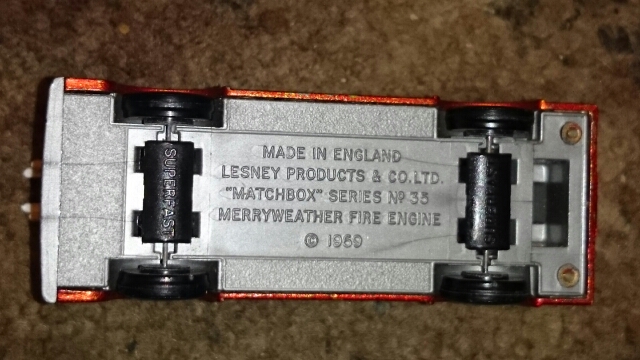 MADE IN ENGLAND
LESNEY PRODUCTS & CO.LTD.
"MATCHBOX" SERIES Nº 35
MERRYWEATHER FIRE ENGINE
© 1969
SUPERFAST